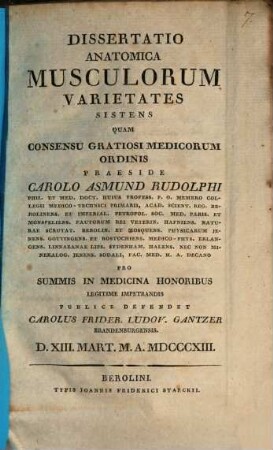 7.
DISSERTATIO
ANATOMICA
MUSCULORUM
VARIETATES
SISTENS
QUAM
CONSENSU GRATIOSI MEDICORUM
ORDINIS
PRAESIDE
CAROLO ASMUND RUDOLPHI
PHIL. ET MED. DOCT. HUIUS PROFESS. P. O. MEMBRO COL-
LEGII MEDICO-TECHNICI PRIMARIO, ACAD. SCIENT. REG. BE-
ROLINENS. ET IMPERIAL. PETROPOL. SOC. MED. PARIS. ET
MONSPELIENS. FAUTORUM REI VETERIN. HAFNIENS. NATU-
RAE SCRUTAT. BEROLIN. ET MOSQUENS. PHYSICARUM JE-
NENS. GOTTINGENS. ET ROSTOCHIENS. MEDICO-PHYS. ERLAN-
GENS. LINNAEANAE LIPS. SYDENHAM. HALENS. NEC NON MI-
NERALOG. JENENS. SODALI, FAC. MED. H. A. DECANO
PRO
SUMMIS IN MEDICINA HONORIBUS
LEGITIME IMPETRANDIS
PUBLICE DEFENDET
CAROLUS FRIDER. LUDOV. GANTZER
BRANDENBURGENSIS.
D. XIII. MART. M. A. MDCCCXIII.
BEROLINI.
TYPIS IOANNIS FRIDERICI STARCKII.